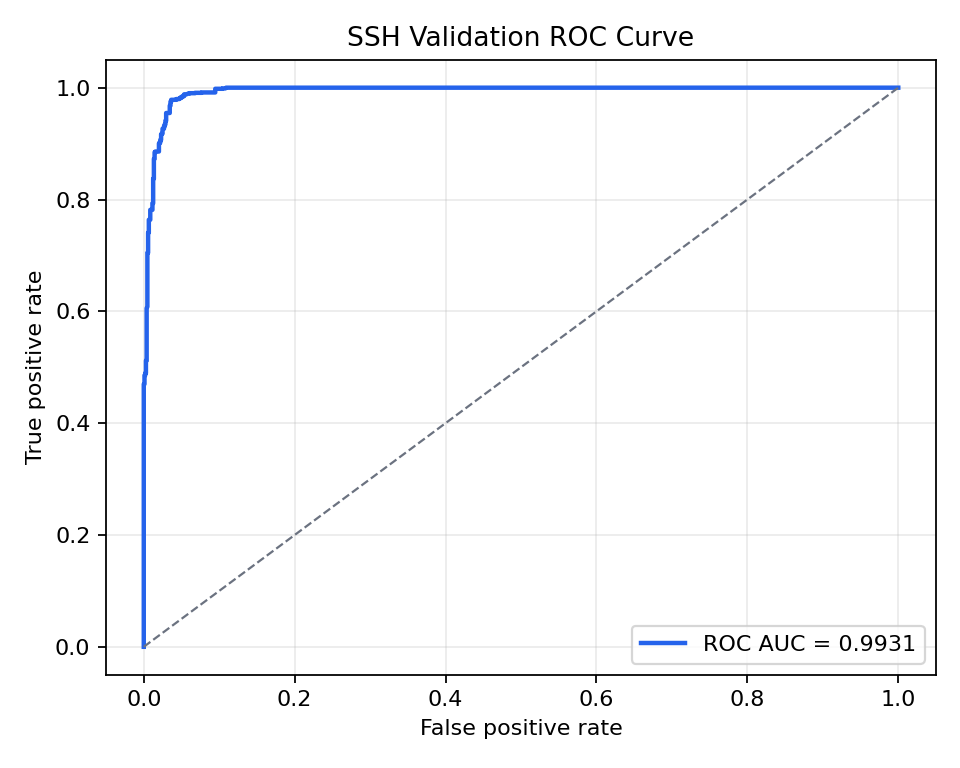 SSH Validation ROC Curve
True positive rate
1.0
0.8
0.6
0.4
0.2
0.0
ROC AUC = 0.9931
0.0 0.2 0.4 0.6 0.8 1.0
False positive rate